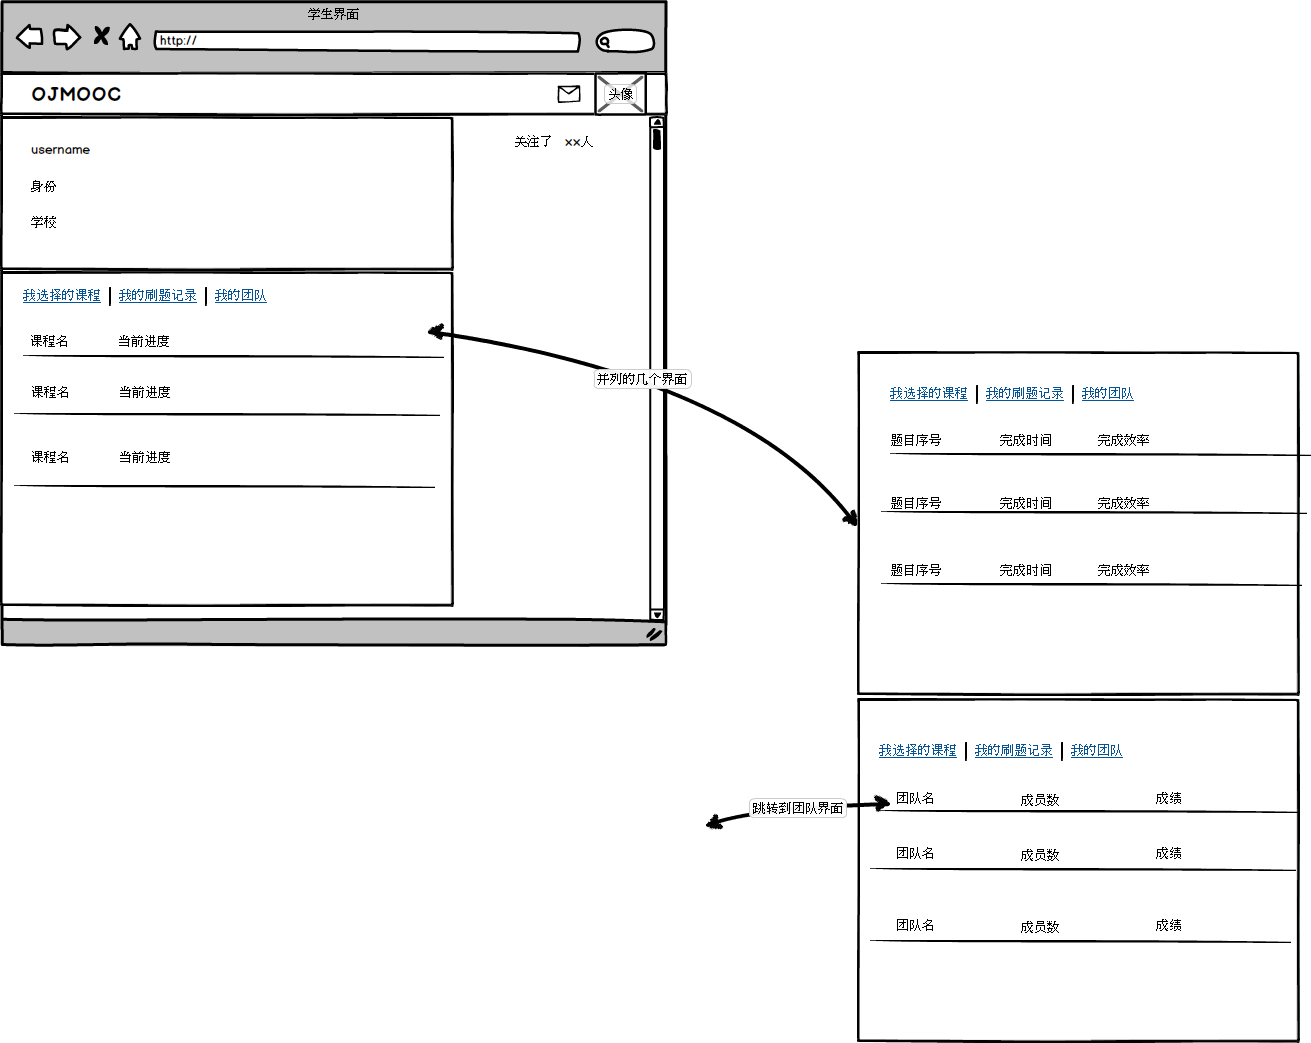 学生界面
http://
OJMOOC
头像
username
关注了 xx人
身份
学校
我选择的课程 我的刷题记录 我的团队
课程名 当前进度
课程名 当前进度
课程名 当前进度
并列的几个界面
我选择的课程 我的刷题记录 我的团队
题目序号 完成时间 完成效率
题目序号 完成时间 完成效率
题目序号 完成时间 完成效率
我选择的课程 我的刷题记录 我的团队
跳转到团队界面
团队名 成员数 成绩
团队名 成员数 成绩
团队名 成员数 成绩